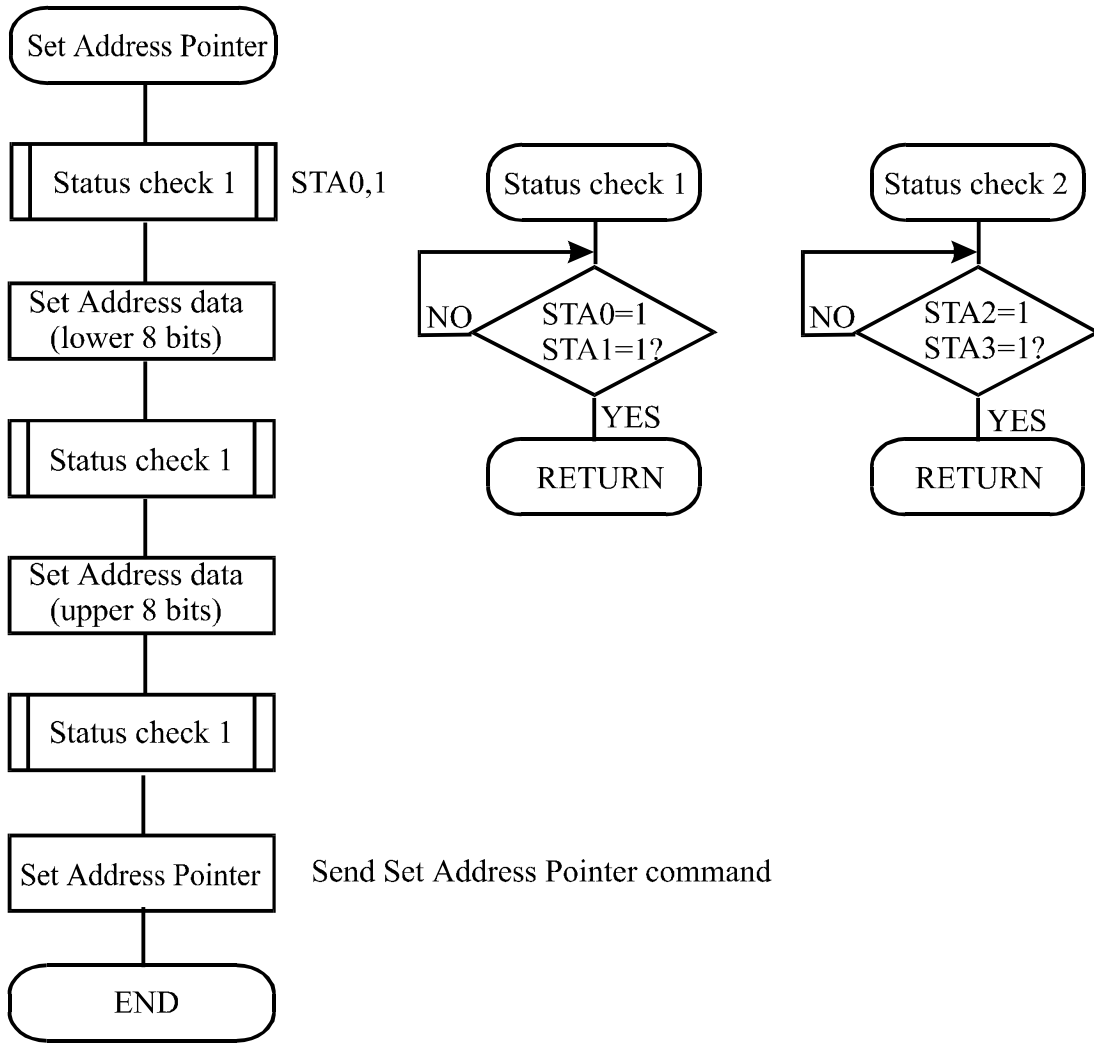 Set Address Pointer
Status check 1
STA0,1
Set Address data
(lower 8 bits)
Status check 1
Set Address data
(upper 8 bits)
Status check 1
Set Address Pointer
Send Set Address Pointer command
END
Status check 1
NO
STA0=1
STA1=1?
YES
RETURN
Status check 2
NO
STA2=1
STA3=1?
YES
RETURN